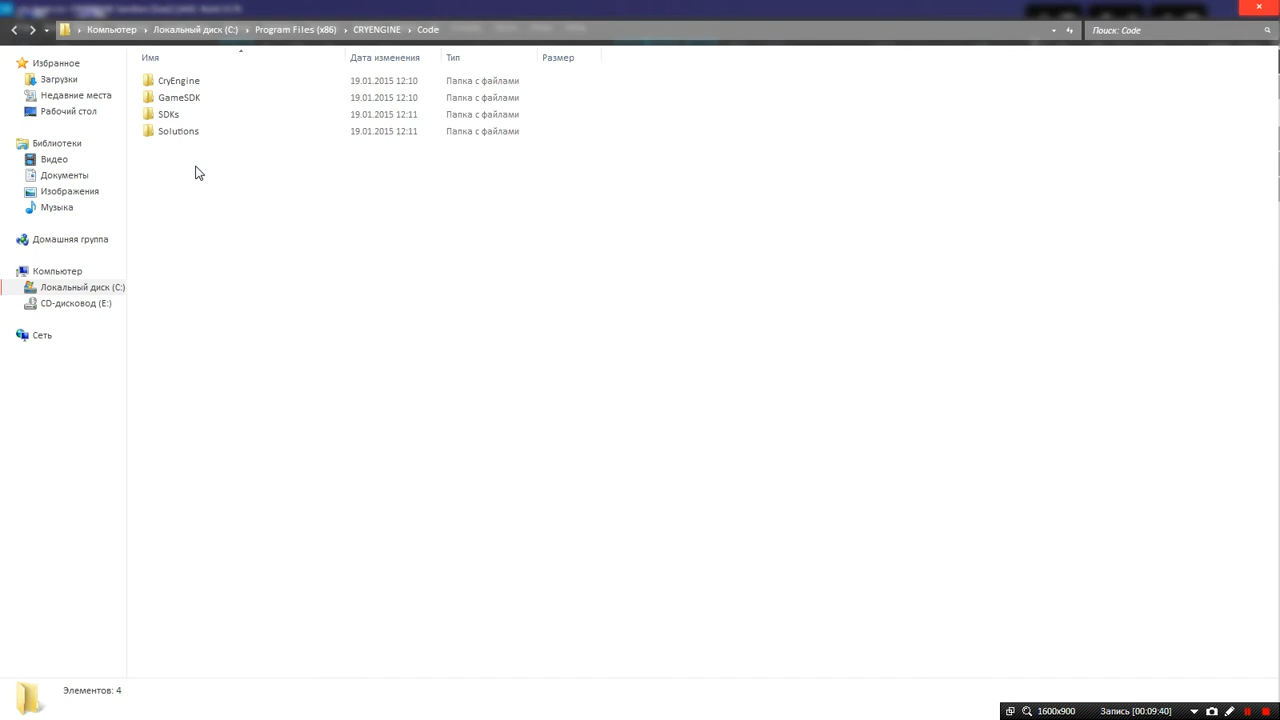 Компьютер › Локальный диск (C:) › Program Files (x86) › CRYENGINE › Code
Поиск: Code
Имя Дата изменения Тип Размер
CryEngine 19.01.2015 12:10 Папка с файлами
GameSDK 19.01.2015 12:10 Папка с файлами
SDKs 19.01.2015 12:11 Папка с файлами
Solutions 19.01.2015 12:11 Папка с файлами
Избранное
Загрузки
Недавние места
Рабочий стол
Библиотеки
Видео
Документы
Изображения
Музыка
Домашняя группа
Компьютер
Локальный диск (C:)
CD-дисковод (E:)
Сеть
Элементов: 4
1600x900 Запись [00:09:40]